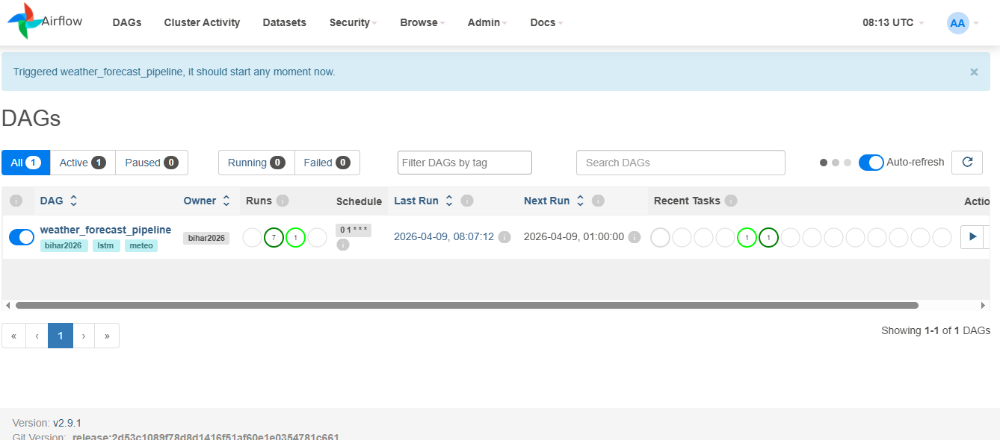 Airflow DAGs Cluster Activity Datasets Security Browse Admin Docs 08:13 UTC AA
Triggered weather_forecast_pipeline, it should start any moment now. ×
DAGs
All 1 Active 1 Paused 0 Running 0 Failed 0 Filter DAGs by tag Search DAGs Auto-refresh
i DAG Owner Runs i Schedule Last Run i Next Run i Recent Tasks i Actio
weather_forecast_pipeline
bihar2026 lstm meteo
bihar2026
7 1
0 1 * * *
i
2026-04-09, 08:07:12 i
2026-04-09, 01:00:00 i
1 1
« ‹ 1 › »
Showing 1-1 of 1 DAGs
Version: v2.9.1
Git Version: .release:2d53c1089f78d8d1416f51af60e1e0354781c661